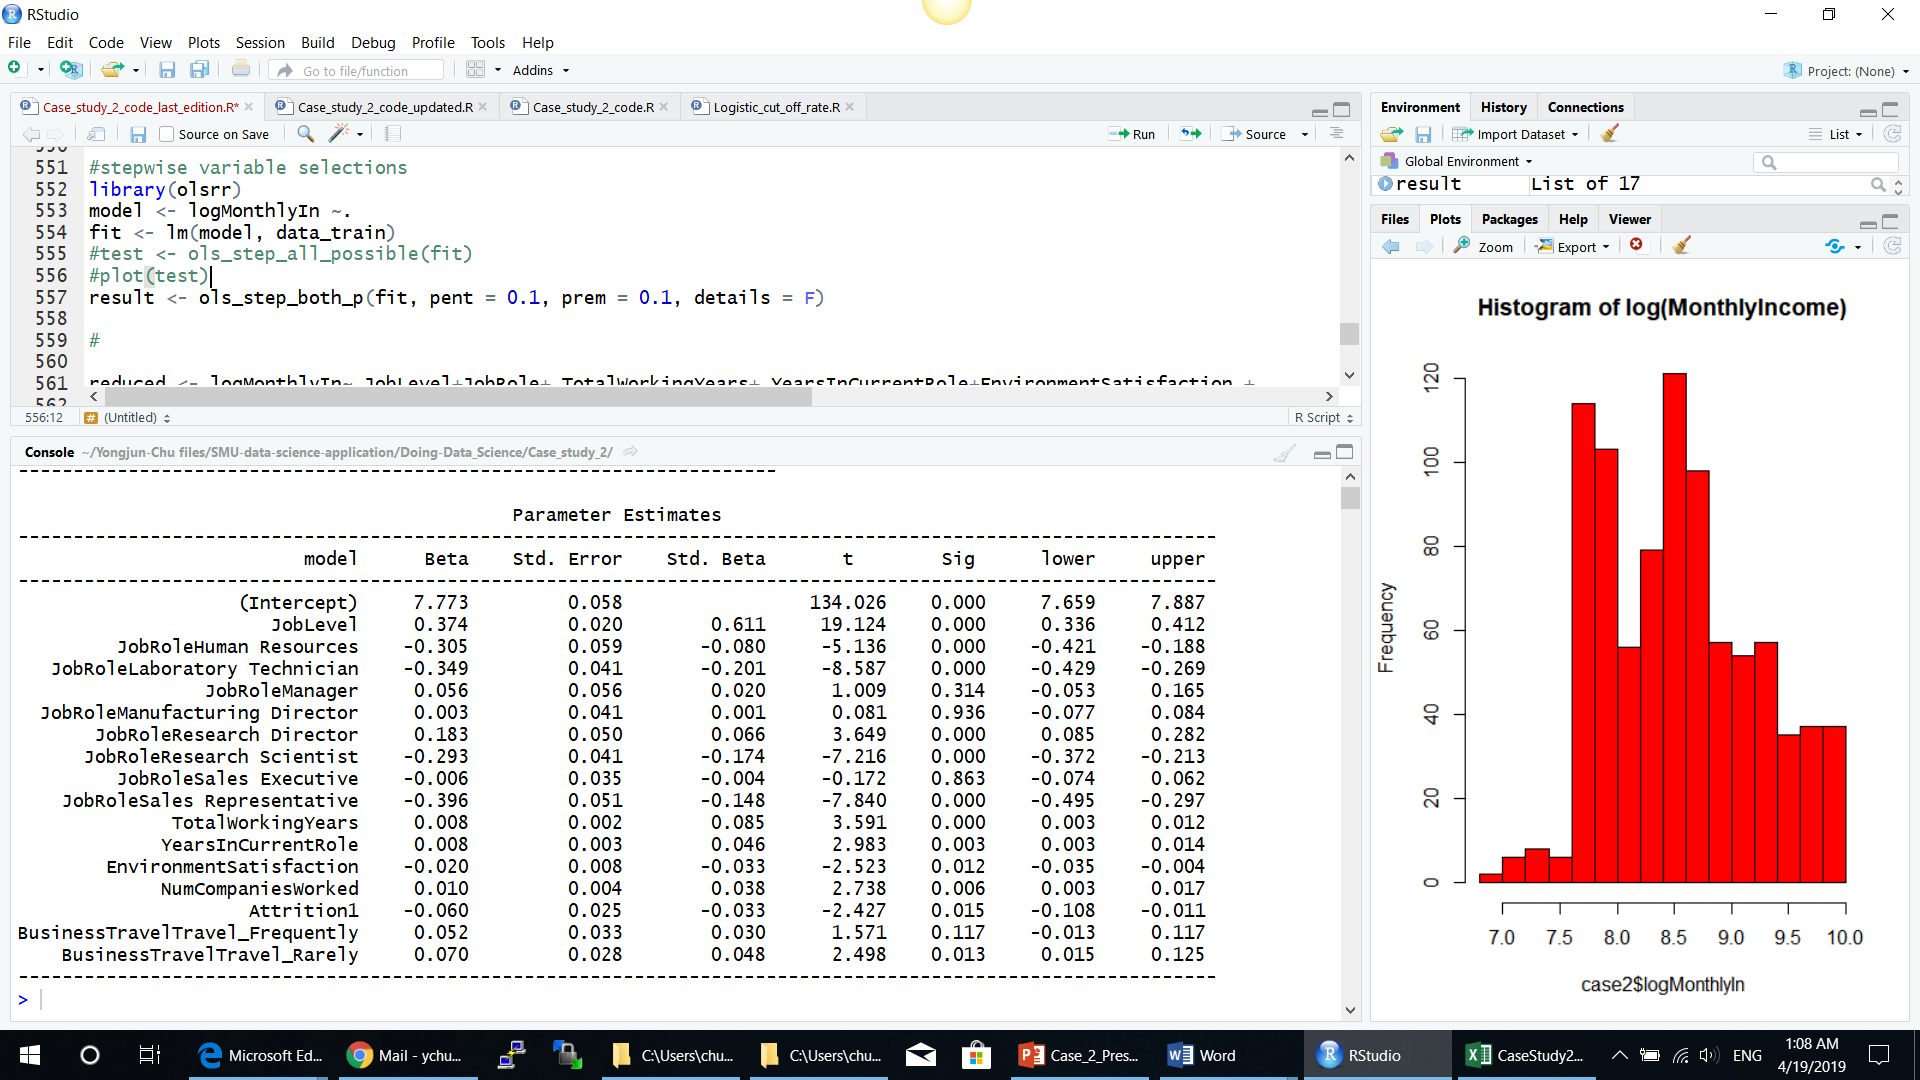 RStudio
File Edit Code View Plots Session Build Debug Profile Tools Help
Go to file/function Addins Project: (None)
Case_study_2_code_last_edition.R* Case_study_2_code_updated.R Case_study_2_code.R Logistic_cut_off_rate.R
Source on Save Run Source
551 #stepwise variable selections
552 library(olsrr)
553 model <- logMonthlyIn ~.
554 fit <- lm(model, data_train)
555 #test <- ols_step_all_possible(fit)
556 #plot(test)
557 result <- ols_step_both_p(fit, pent = 0.1, prem = 0.1, details = F)
558
559 #
560
561 reduced <- logMonthlyIn~ JobLevel+JobRole+ TotalWorkingYears+ YearsInCurrentRole+EnvironmentSatisfaction +
562
556:12 (Untitled) R Script
Console ~/Yongjun-Chu files/SMU-data-science-application/Doing-Data_Science/Case_study_2/
Parameter Estimates
model Beta Std. Error Std. Beta t Sig lower upper
(Intercept) 7.773 0.058 134.026 0.000 7.659 7.887
JobLevel 0.374 0.020 0.611 19.124 0.000 0.336 0.412
JobRoleHuman Resources -0.305 0.059 -0.080 -5.136 0.000 -0.421 -0.188
JobRoleLaboratory Technician -0.349 0.041 -0.201 -8.587 0.000 -0.429 -0.269
JobRoleManager 0.056 0.056 0.020 1.009 0.314 -0.053 0.165
JobRoleManufacturing Director 0.003 0.041 0.001 0.081 0.936 -0.077 0.084
JobRoleResearch Director 0.183 0.050 0.066 3.649 0.000 0.085 0.282
JobRoleResearch Scientist -0.293 0.041 -0.174 -7.216 0.000 -0.372 -0.213
JobRoleSales Executive -0.006 0.035 -0.004 -0.172 0.863 -0.074 0.062
JobRoleSales Representative -0.396 0.051 -0.148 -7.840 0.000 -0.495 -0.297
TotalWorkingYears 0.008 0.002 0.085 3.591 0.000 0.003 0.012
YearsInCurrentRole 0.008 0.003 0.046 2.983 0.003 0.003 0.014
EnvironmentSatisfaction -0.020 0.008 -0.033 -2.523 0.012 -0.035 -0.004
NumCompaniesWorked 0.010 0.004 0.038 2.738 0.006 0.003 0.017
Attrition1 -0.060 0.025 -0.033 -2.427 0.015 -0.108 -0.011
BusinessTravelTravel_Frequently 0.052 0.033 0.030 1.571 0.117 -0.013 0.117
BusinessTravelTravel_Rarely 0.070 0.028 0.048 2.498 0.013 0.015 0.125
>
Environment History Connections
Import Dataset List
Global Environment
result List of 17
Files Plots Packages Help Viewer
Zoom Export
Histogram of log(MonthlyIncome)
Frequency
120
100
80
60
40
20
0
7.0 7.5 8.0 8.5 9.0 9.5 10.0
case2$logMonthlyIn
Microsoft Ed... Mail - ychu... C:\Users\chu... C:\Users\chu... Case_2_Pres... Word RStudio CaseStudy2... ENG 1:08 AM
4/19/2019